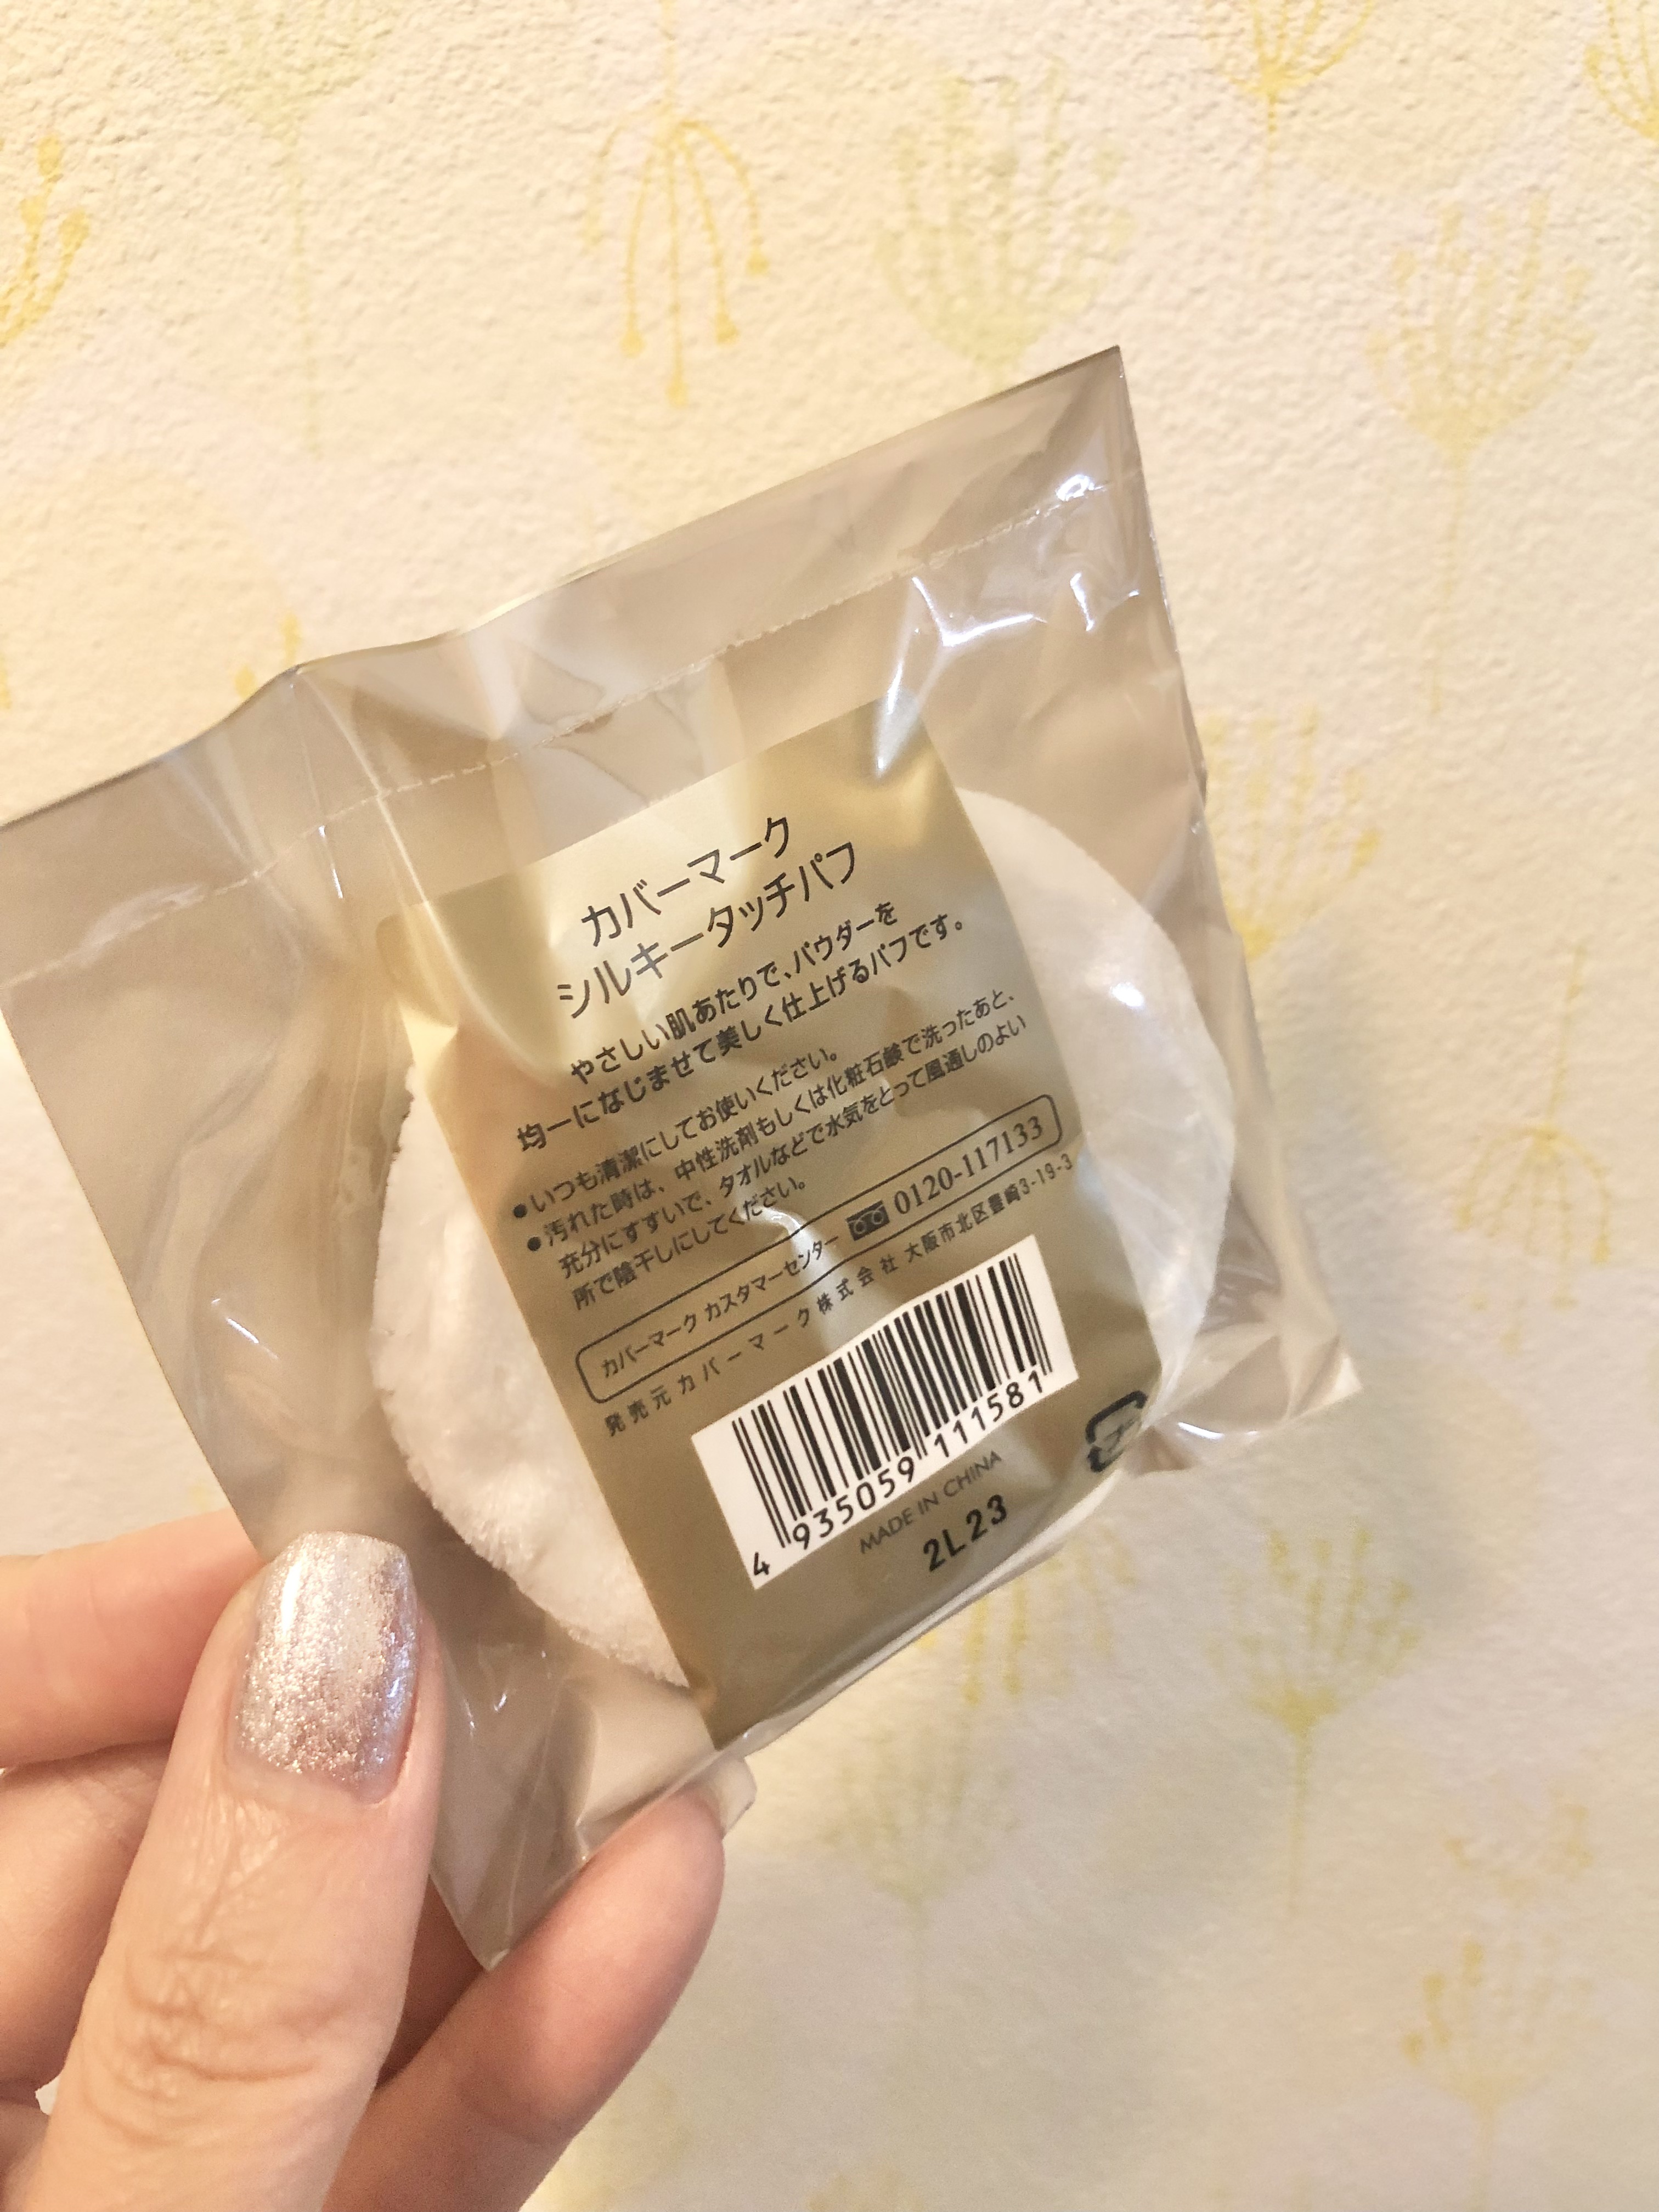 カバーマーク
シルキータッチパフ
やさしい肌あたりで、パウダーを
均一になじませて美しく仕上げるパフです。
●いつも清潔にしてお使いください。
●汚れた時は、中性洗剤もしくは化粧石鹸で洗ったあと、
充分にすすいで、タオルなどで水気をとって風通しのよい
所で陰干しにしてください。
カバーマーク カスタマーセンター 0120-117133
発売元 カバーマーク株式会社 大阪市北区豊崎3-19-3
4 935059 111581
MADE IN CHINA
2L23